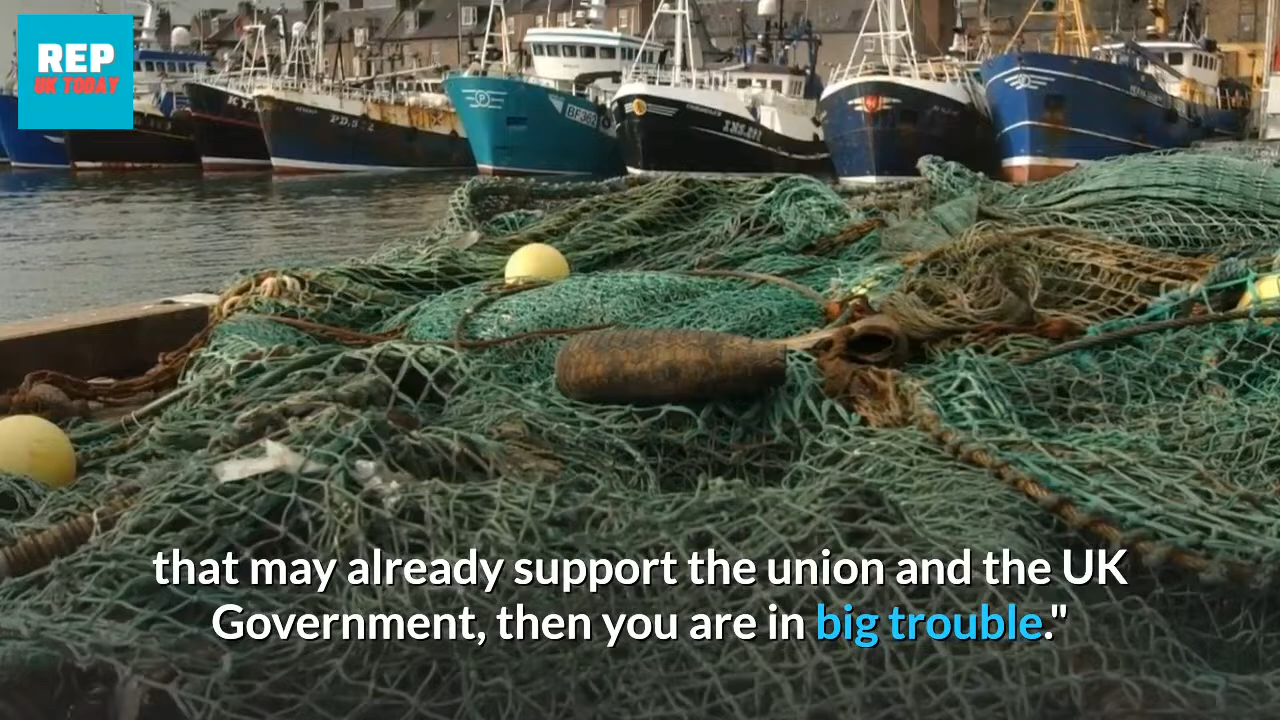 REP
UK TODAY
BF362
that may already support the union and the UK
Government, then you are in big trouble."